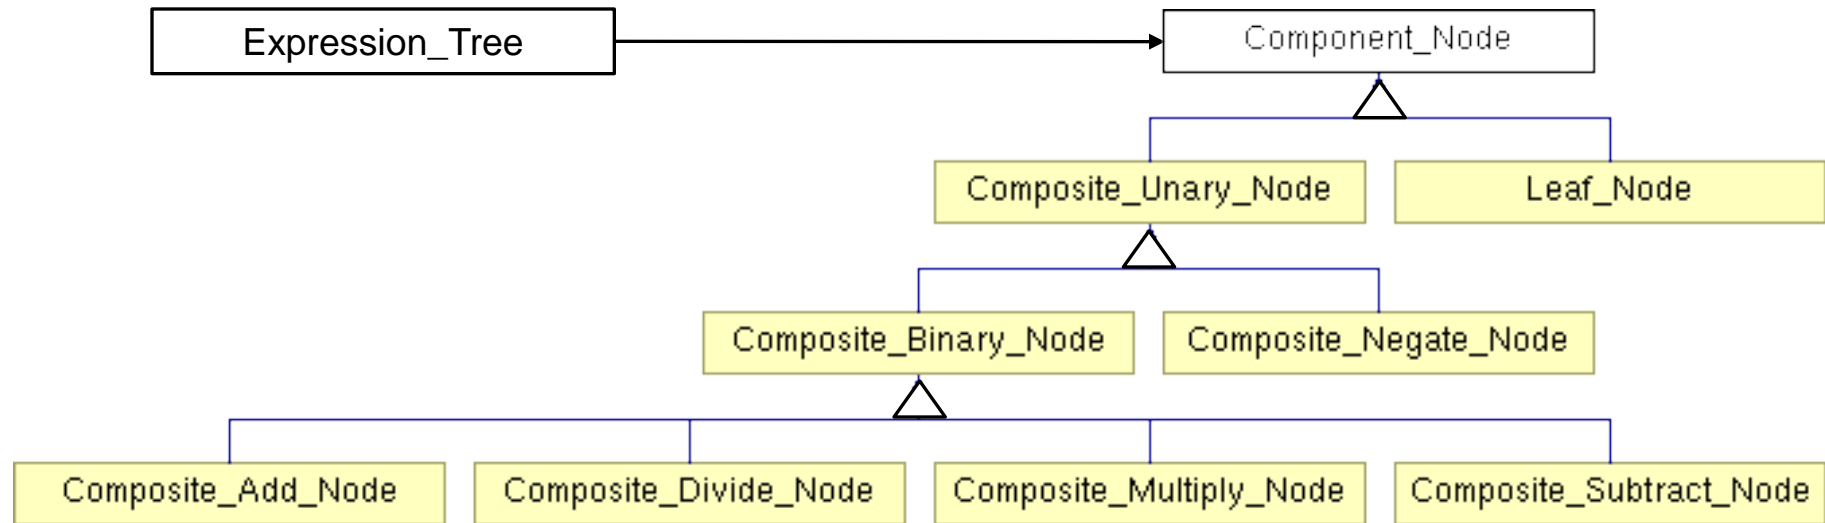 Expression_Tree
Component_Node
Composite_Unary_Node
Leaf_Node
Composite_Binary_Node
Composite_Negate_Node
Composite_Add_Node
Composite_Divide_Node
Composite_Multiply_Node
Composite_Subtract_Node